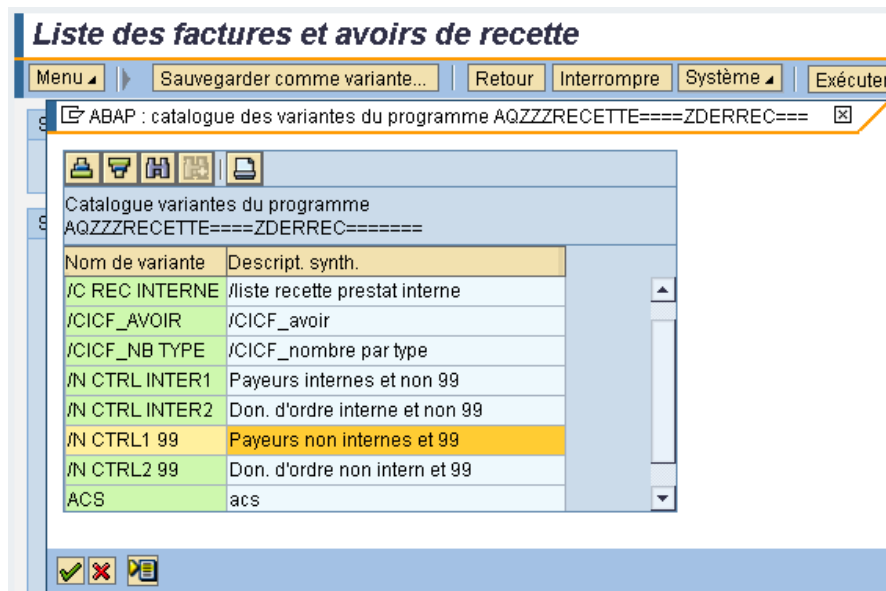 Liste des factures et avoirs de recette
Menu Sauvegarder comme variante... Retour Interrompre Système Exécuter
ABAP : catalogue des variantes du programme AQZZZRECETTE====ZDERREC===
Catalogue variantes du programme
AQZZZRECETTE====ZDERREC=======
Nom de variante Descript. synth.
/C REC INTERNE /liste recette prestat interne
/CICF_AVOIR /CICF_avoir
/CICF_NB TYPE /CICF_nombre par type
/N CTRL INTER1 Payeurs internes et non 99
/N CTRL INTER2 Don. d'ordre interne et non 99
/N CTRL1 99 Payeurs non internes et 99
/N CTRL2 99 Don. d'ordre non intern et 99
ACS acs